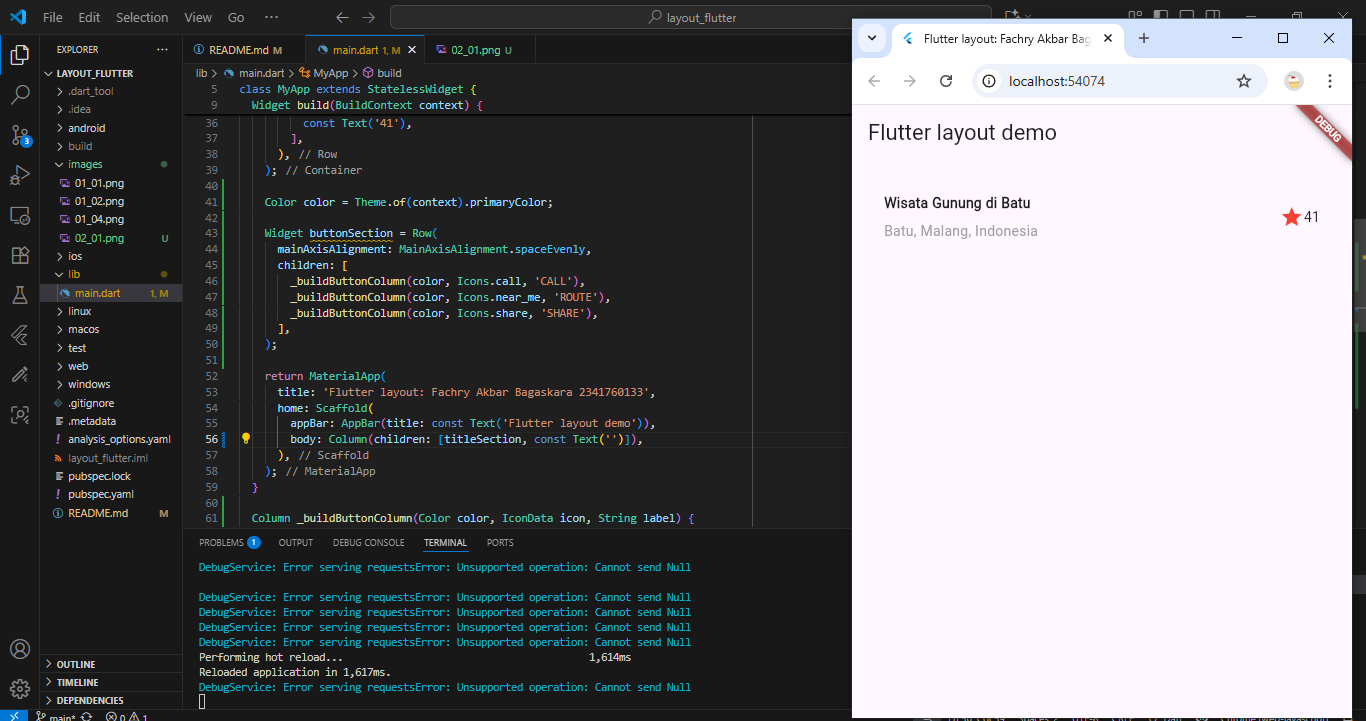 File Edit Selection View Go ··· layout_flutter
EXPLORER ···
LAYOUT_FLUTTER
.dart_tool
.idea
android
build
images
01_01.png
01_02.png
01_04.png
02_01.png U
ios
lib
main.dart 1, M
linux
macos
test
web
windows
.gitignore
.metadata
analysis_options.yaml
layout_flutter.iml
pubspec.lock
pubspec.yaml
README.md M
OUTLINE
TIMELINE
DEPENDENCIES
3
README.md M main.dart 1, M 02_01.png U
lib > main.dart > MyApp > build
5 class MyApp extends StatelessWidget {
9 Widget build(BuildContext context) {
36 const Text('41'),
37 ],
38 ), // Row
39 ); // Container
40
41 Color color = Theme.of(context).primaryColor;
42
43 Widget buttonSection = Row(
44 mainAxisAlignment: MainAxisAlignment.spaceEvenly,
45 children: [
46 _buildButtonColumn(color, Icons.call, 'CALL'),
47 _buildButtonColumn(color, Icons.near_me, 'ROUTE'),
48 _buildButtonColumn(color, Icons.share, 'SHARE'),
49 ],
50 );
51
52 return MaterialApp(
53 title: 'Flutter layout: Fachry Akbar Bagaskara 2341760133',
54 home: Scaffold(
55 appBar: AppBar(title: const Text('Flutter layout demo')),
56 body: Column(children: [titleSection, const Text('')]),
57 ), // Scaffold
58 ); // MaterialApp
59 }
60
61 Column _buildButtonColumn(Color color, IconData icon, String label) {
PROBLEMS 1 OUTPUT DEBUG CONSOLE TERMINAL PORTS
DebugService: Error serving requestsError: Unsupported operation: Cannot send Null
DebugService: Error serving requestsError: Unsupported operation: Cannot send Null
DebugService: Error serving requestsError: Unsupported operation: Cannot send Null
DebugService: Error serving requestsError: Unsupported operation: Cannot send Null
DebugService: Error serving requestsError: Unsupported operation: Cannot send Null
Performing hot reload... 1,614ms
Reloaded application in 1,617ms.
DebugService: Error serving requestsError: Unsupported operation: Cannot send Null
main* 0 1
Flutter layout: Fachry Akbar Bag
localhost:54074
Flutter layout demo
DEBUG
Wisata Gunung di Batu
41
Batu, Malang, Indonesia